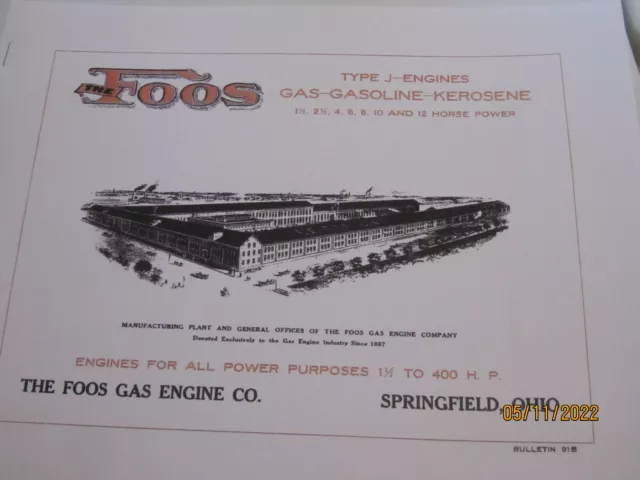 THE FOOS
TYPE J-ENGINES
GAS-GASOLINE-KEROSENE
1½, 2½, 4, 6, 8, 10 AND 12 HORSE POWER
MANUFACTURING PLANT AND GENERAL OFFICES OF THE FOOS GAS ENGINE COMPANY
Devoted Exclusively to the Gas Engine Industry Since 1887
ENGINES FOR ALL POWER PURPOSES 1½ TO 400 H. P.
THE FOOS GAS ENGINE CO. SPRINGFIELD, OHIO
05/11/2022
BULLETIN 91B